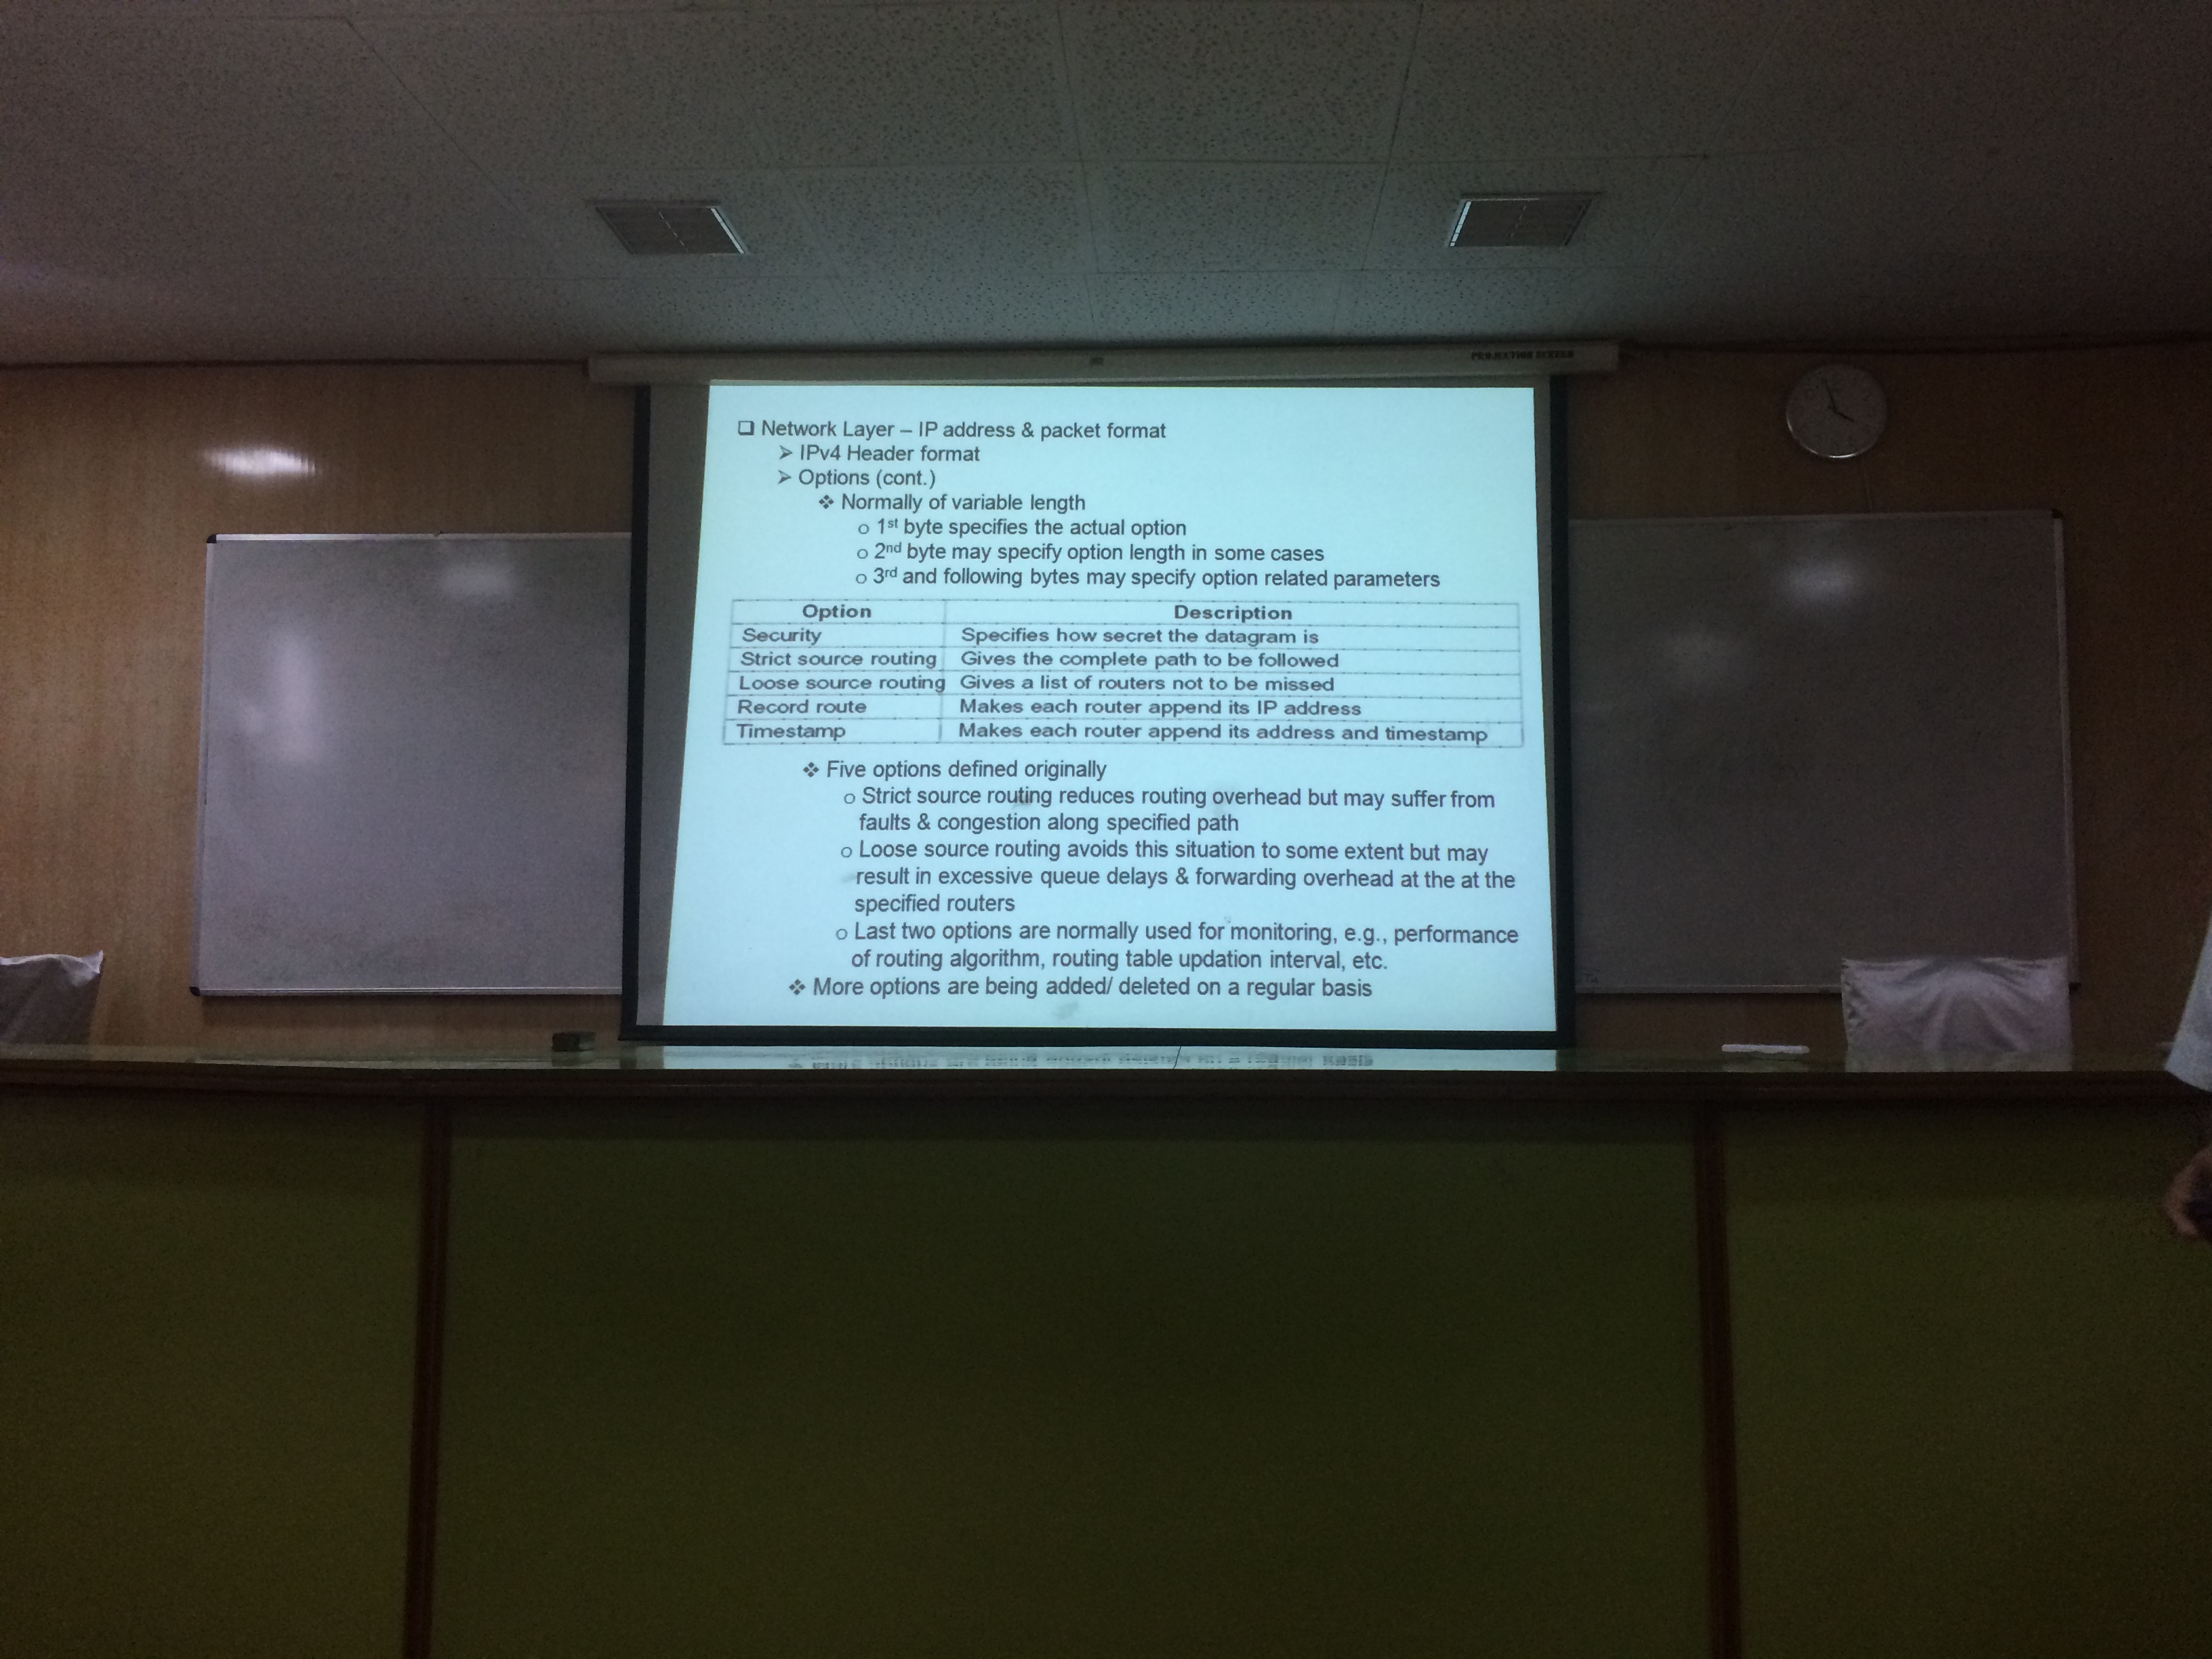 PROJECTION SCREEN
❑ Network Layer – IP address & packet format
➢ IPv4 Header format
➢ Options (cont.)
❖ Normally of variable length
o 1st byte specifies the actual option
o 2nd byte may specify option length in some cases
o 3rd and following bytes may specify option related parameters
Option Description
Security Specifies how secret the datagram is
Strict source routing Gives the complete path to be followed
Loose source routing Gives a list of routers not to be missed
Record route Makes each router append its IP address
Timestamp Makes each router append its address and timestamp
❖ Five options defined originally
o Strict source routing reduces routing overhead but may suffer from
faults & congestion along specified path
o Loose source routing avoids this situation to some extent but may
result in excessive queue delays & forwarding overhead at the at the
specified routers
o Last two options are normally used for monitoring, e.g., performance
of routing algorithm, routing table updation interval, etc.
❖ More options are being added/ deleted on a regular basis